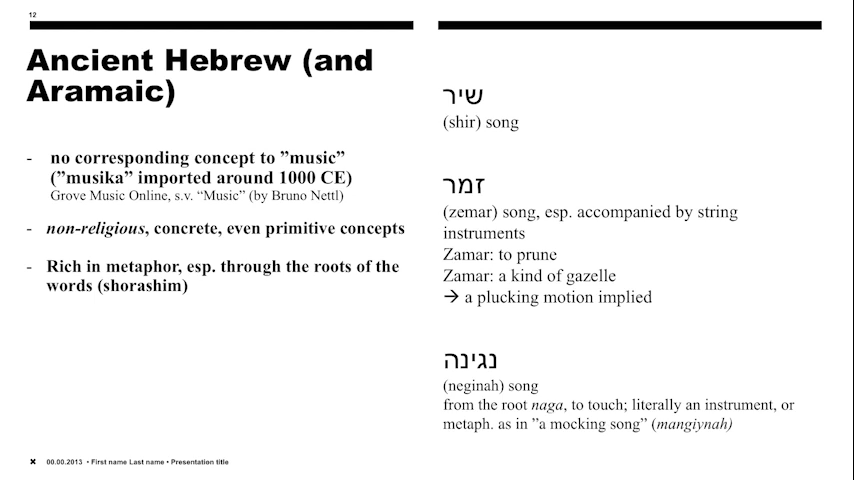 12
Ancient Hebrew (and
Aramaic)
- no corresponding concept to ”music”
(”musika” imported around 1000 CE)
Grove Music Online, s.v. “Music” (by Bruno Nettl)
- non-religious, concrete, even primitive concepts
- Rich in metaphor, esp. through the roots of the
words (shorashim)
שיר
(shir) song
זמר
(zemar) song, esp. accompanied by string
instruments
Zamar: to prune
Zamar: a kind of gazelle
→ a plucking motion implied
נגינה
(neginah) song
from the root naga, to touch; literally an instrument, or
metaph. as in ”a mocking song” (mangiynah)
00.00.2013 • First name Last name • Presentation title